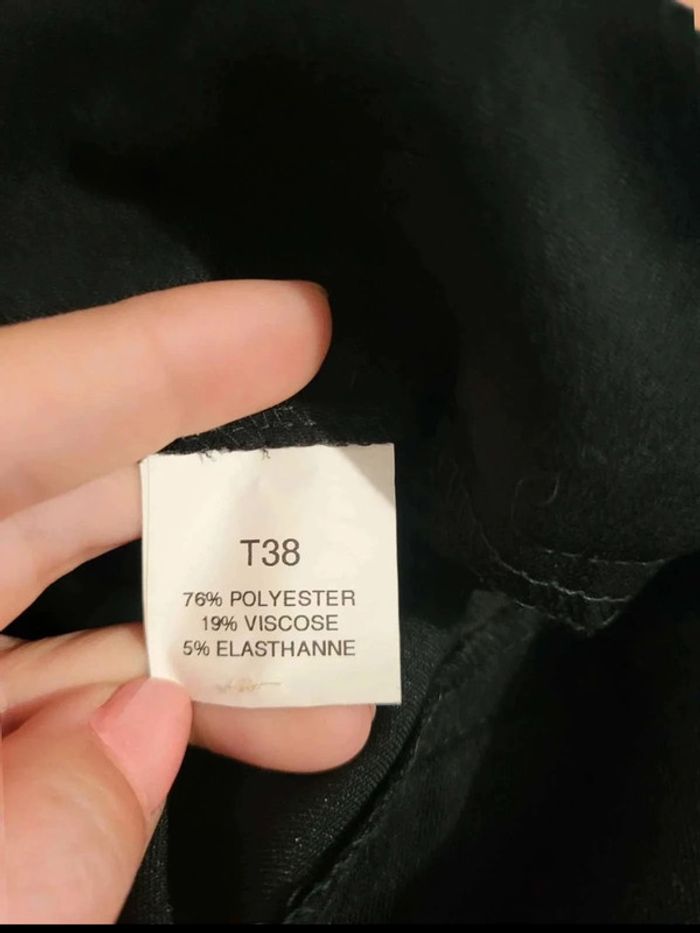 T38
76% POLYESTER
19% VISCOSE
5% ELASTHANNE